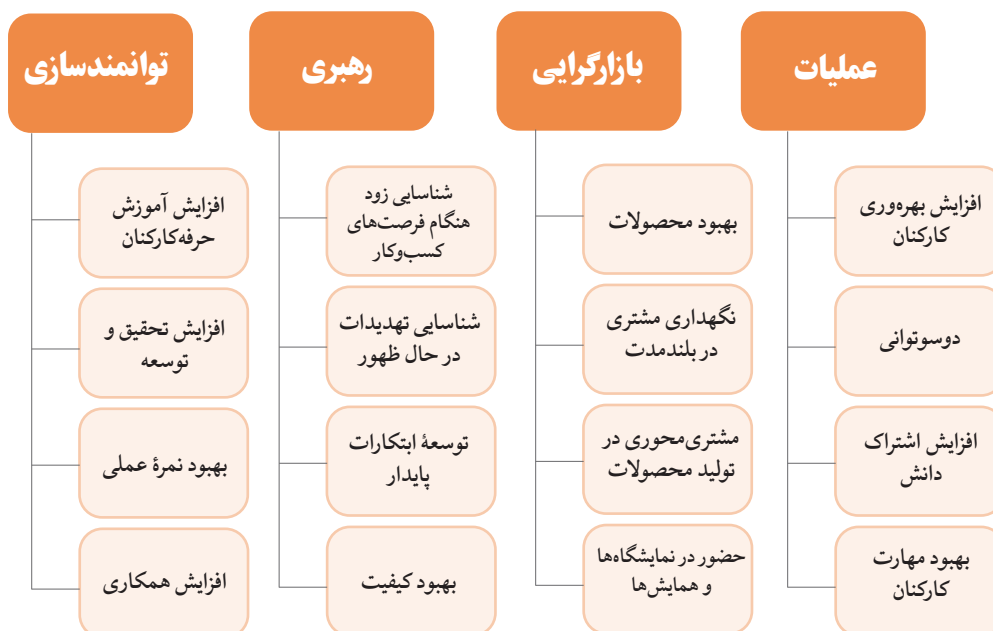 عملیات
افزایش بهره‌وری
کارکنان
دوسوتوانی
افزایش اشتراک
دانش
بهبود مهارت
کارکنان
بازارگرایی
بهبود محصولات
نگهداری مشتری
در بلندمدت
مشتری‌محوری در
تولید محصولات
حضور در نمایشگاه‌ها
و همایش‌ها
رهبری
شناسایی زود
هنگام فرصت‌های
کسب‌وکار
شناسایی تهدیدات
در حال ظهور
توسعهٔ ابتکارات
پایدار
بهبود کیفیت
توانمندسازی
افزایش آموزش
حرفه‌کارکنان
افزایش تحقیق و
توسعه
بهبود نمرهٔ عملی
افزایش همکاری